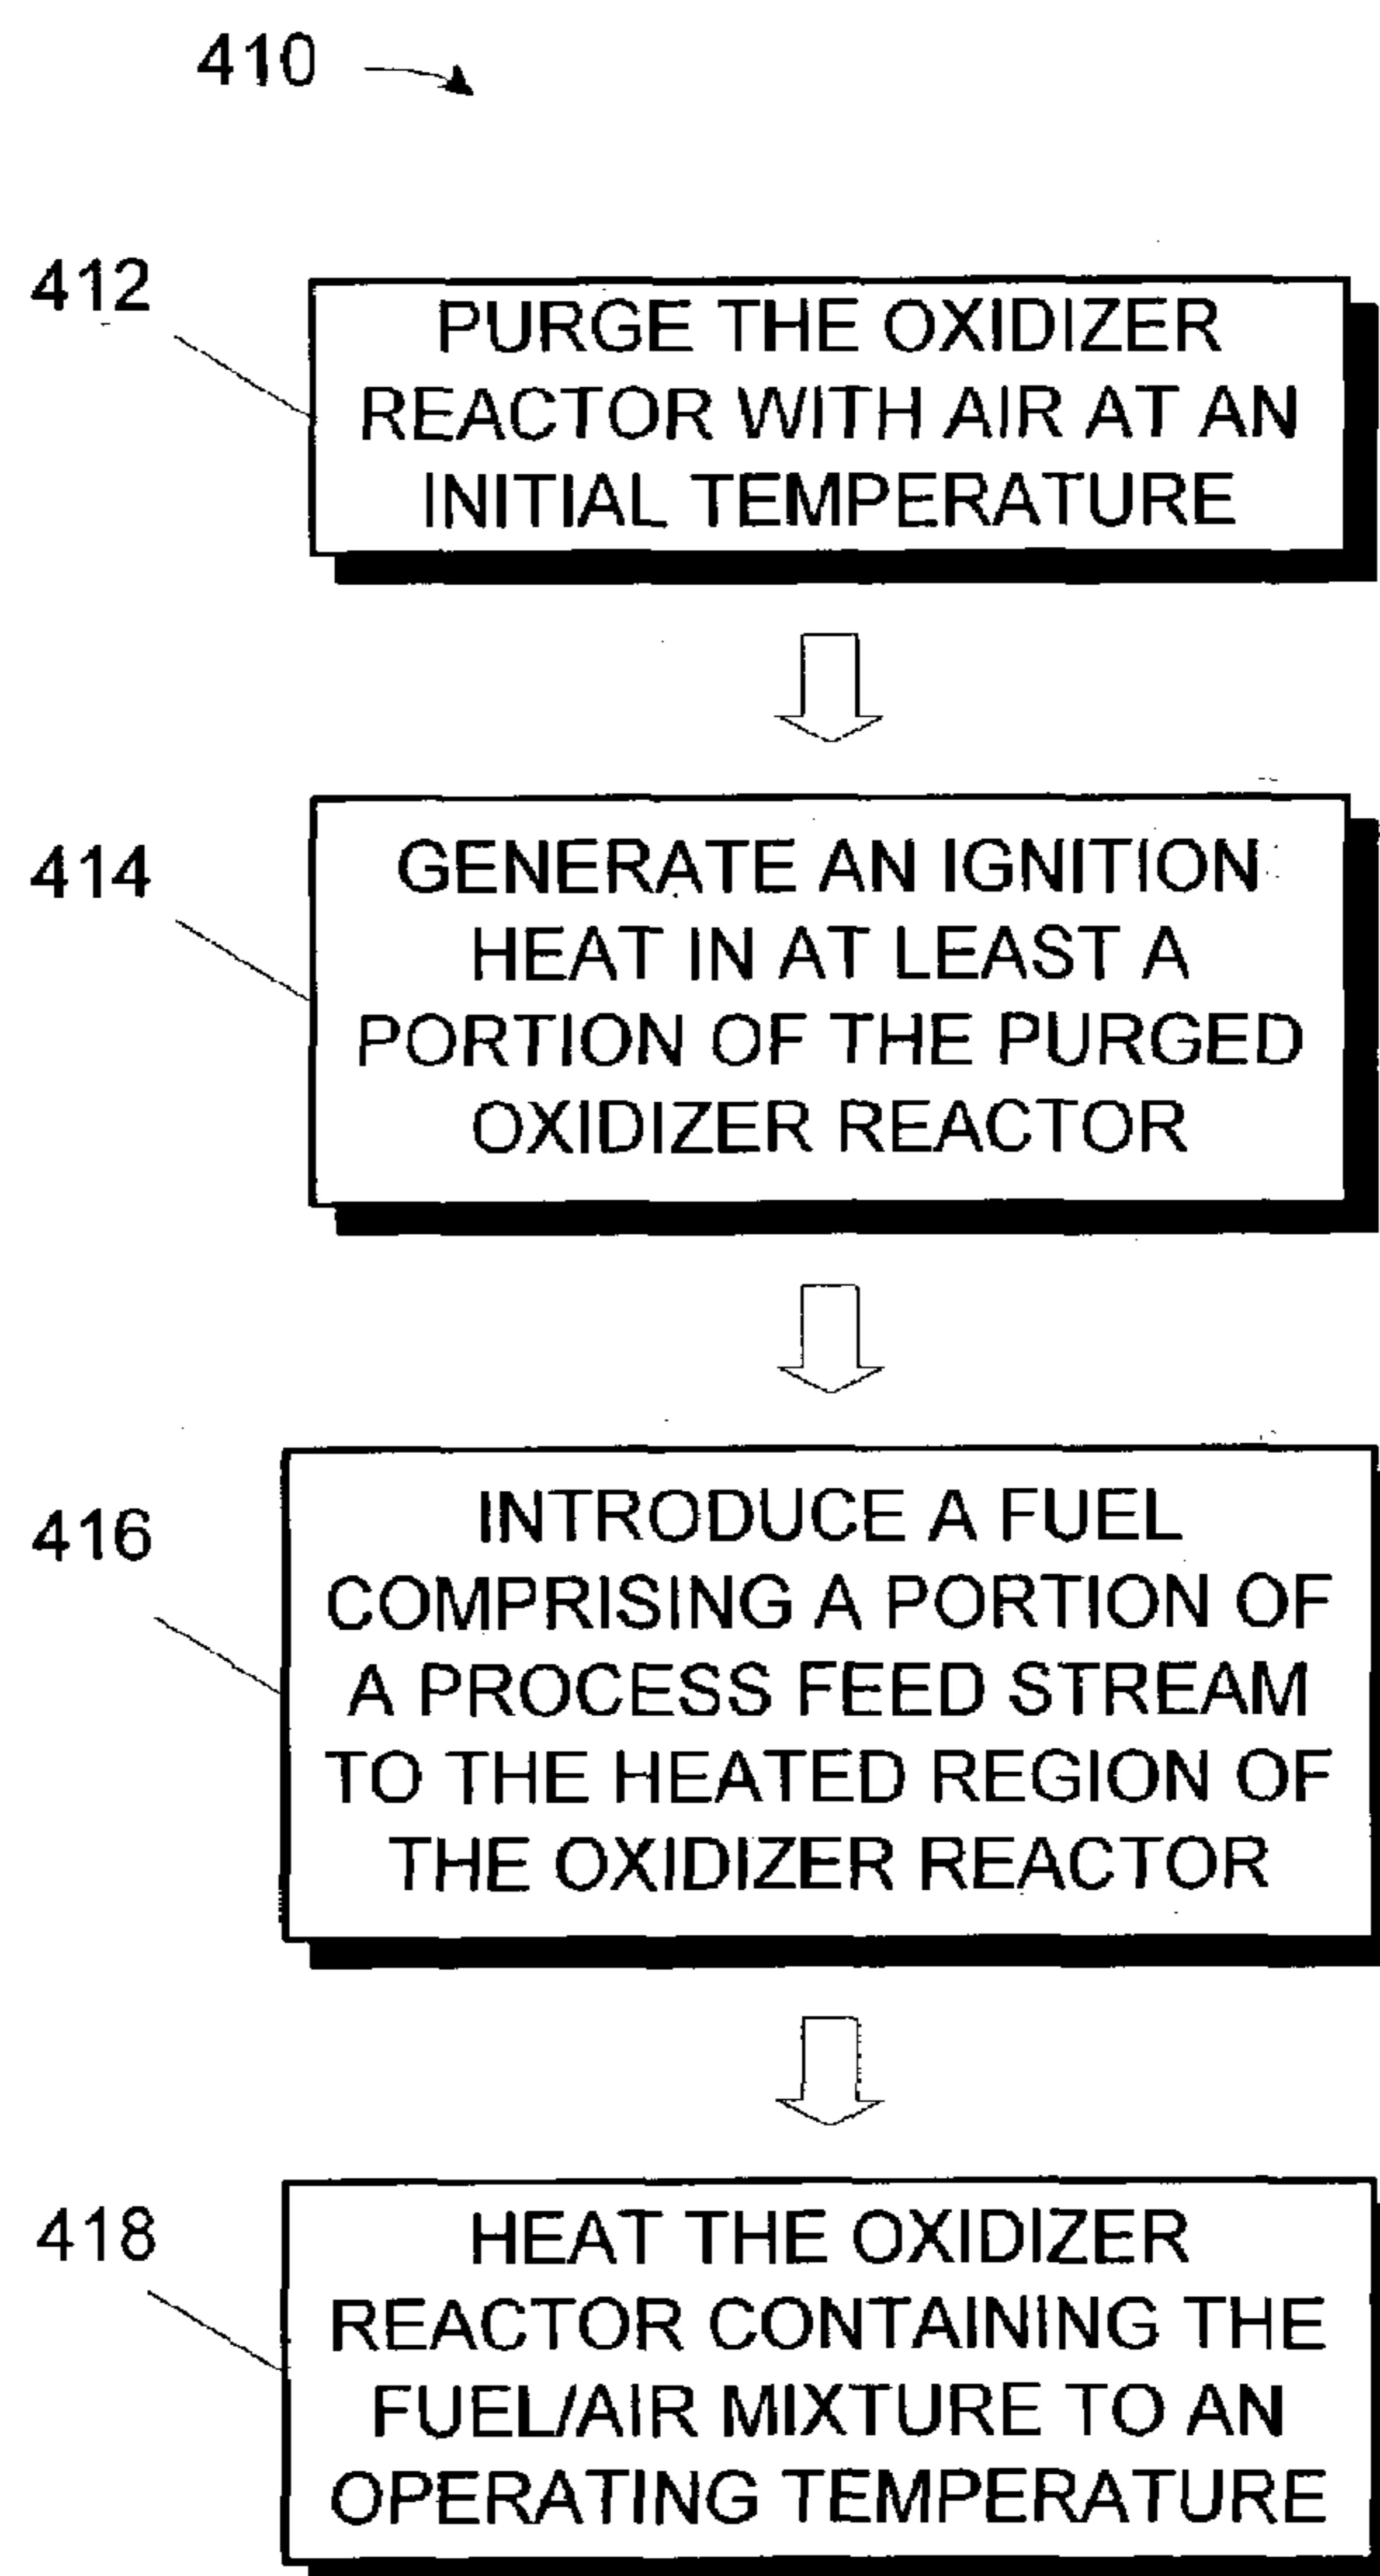 410
412
PURGE THE OXIDIZER
REACTOR WITH AIR AT AN
INITIAL TEMPERATURE
414
GENERATE AN IGNITION
HEAT IN AT LEAST A
PORTION OF THE PURGED
OXIDIZER REACTOR
416
INTRODUCE A FUEL
COMPRISING A PORTION OF
A PROCESS FEED STREAM
TO THE HEATED REGION OF
THE OXIDIZER REACTOR
418
HEAT THE OXIDIZER
REACTOR CONTAINING THE
FUEL/AIR MIXTURE TO AN
OPERATING TEMPERATURE